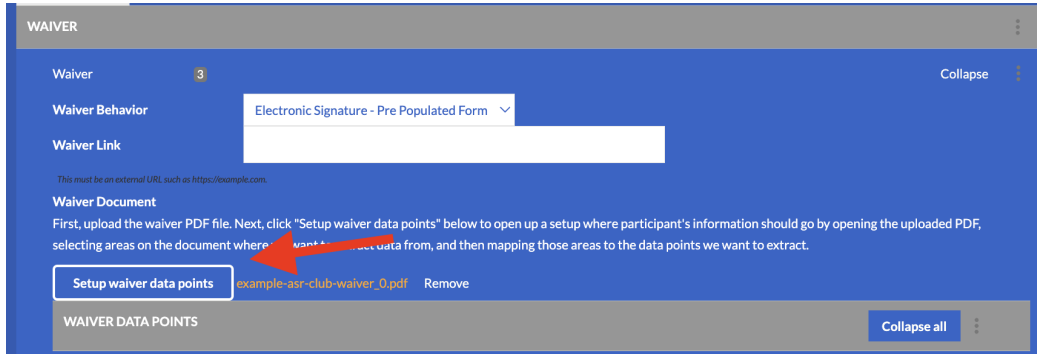 WAIVER
Waiver 3 Collapse
Waiver Behavior Electronic Signature - Pre Populated Form
Waiver Link
This must be an external URL such as https://example.com.
Waiver Document
First, upload the waiver PDF file. Next, click "Setup waiver data points" below to open up a setup where participant's information should go by opening the uploaded PDF,
selecting areas on the document where want to data from, and then mapping those areas to the data points we want to extract.
Setup waiver data points example-asr-club-waiver_0.pdf Remove
WAIVER DATA POINTS Collapse all